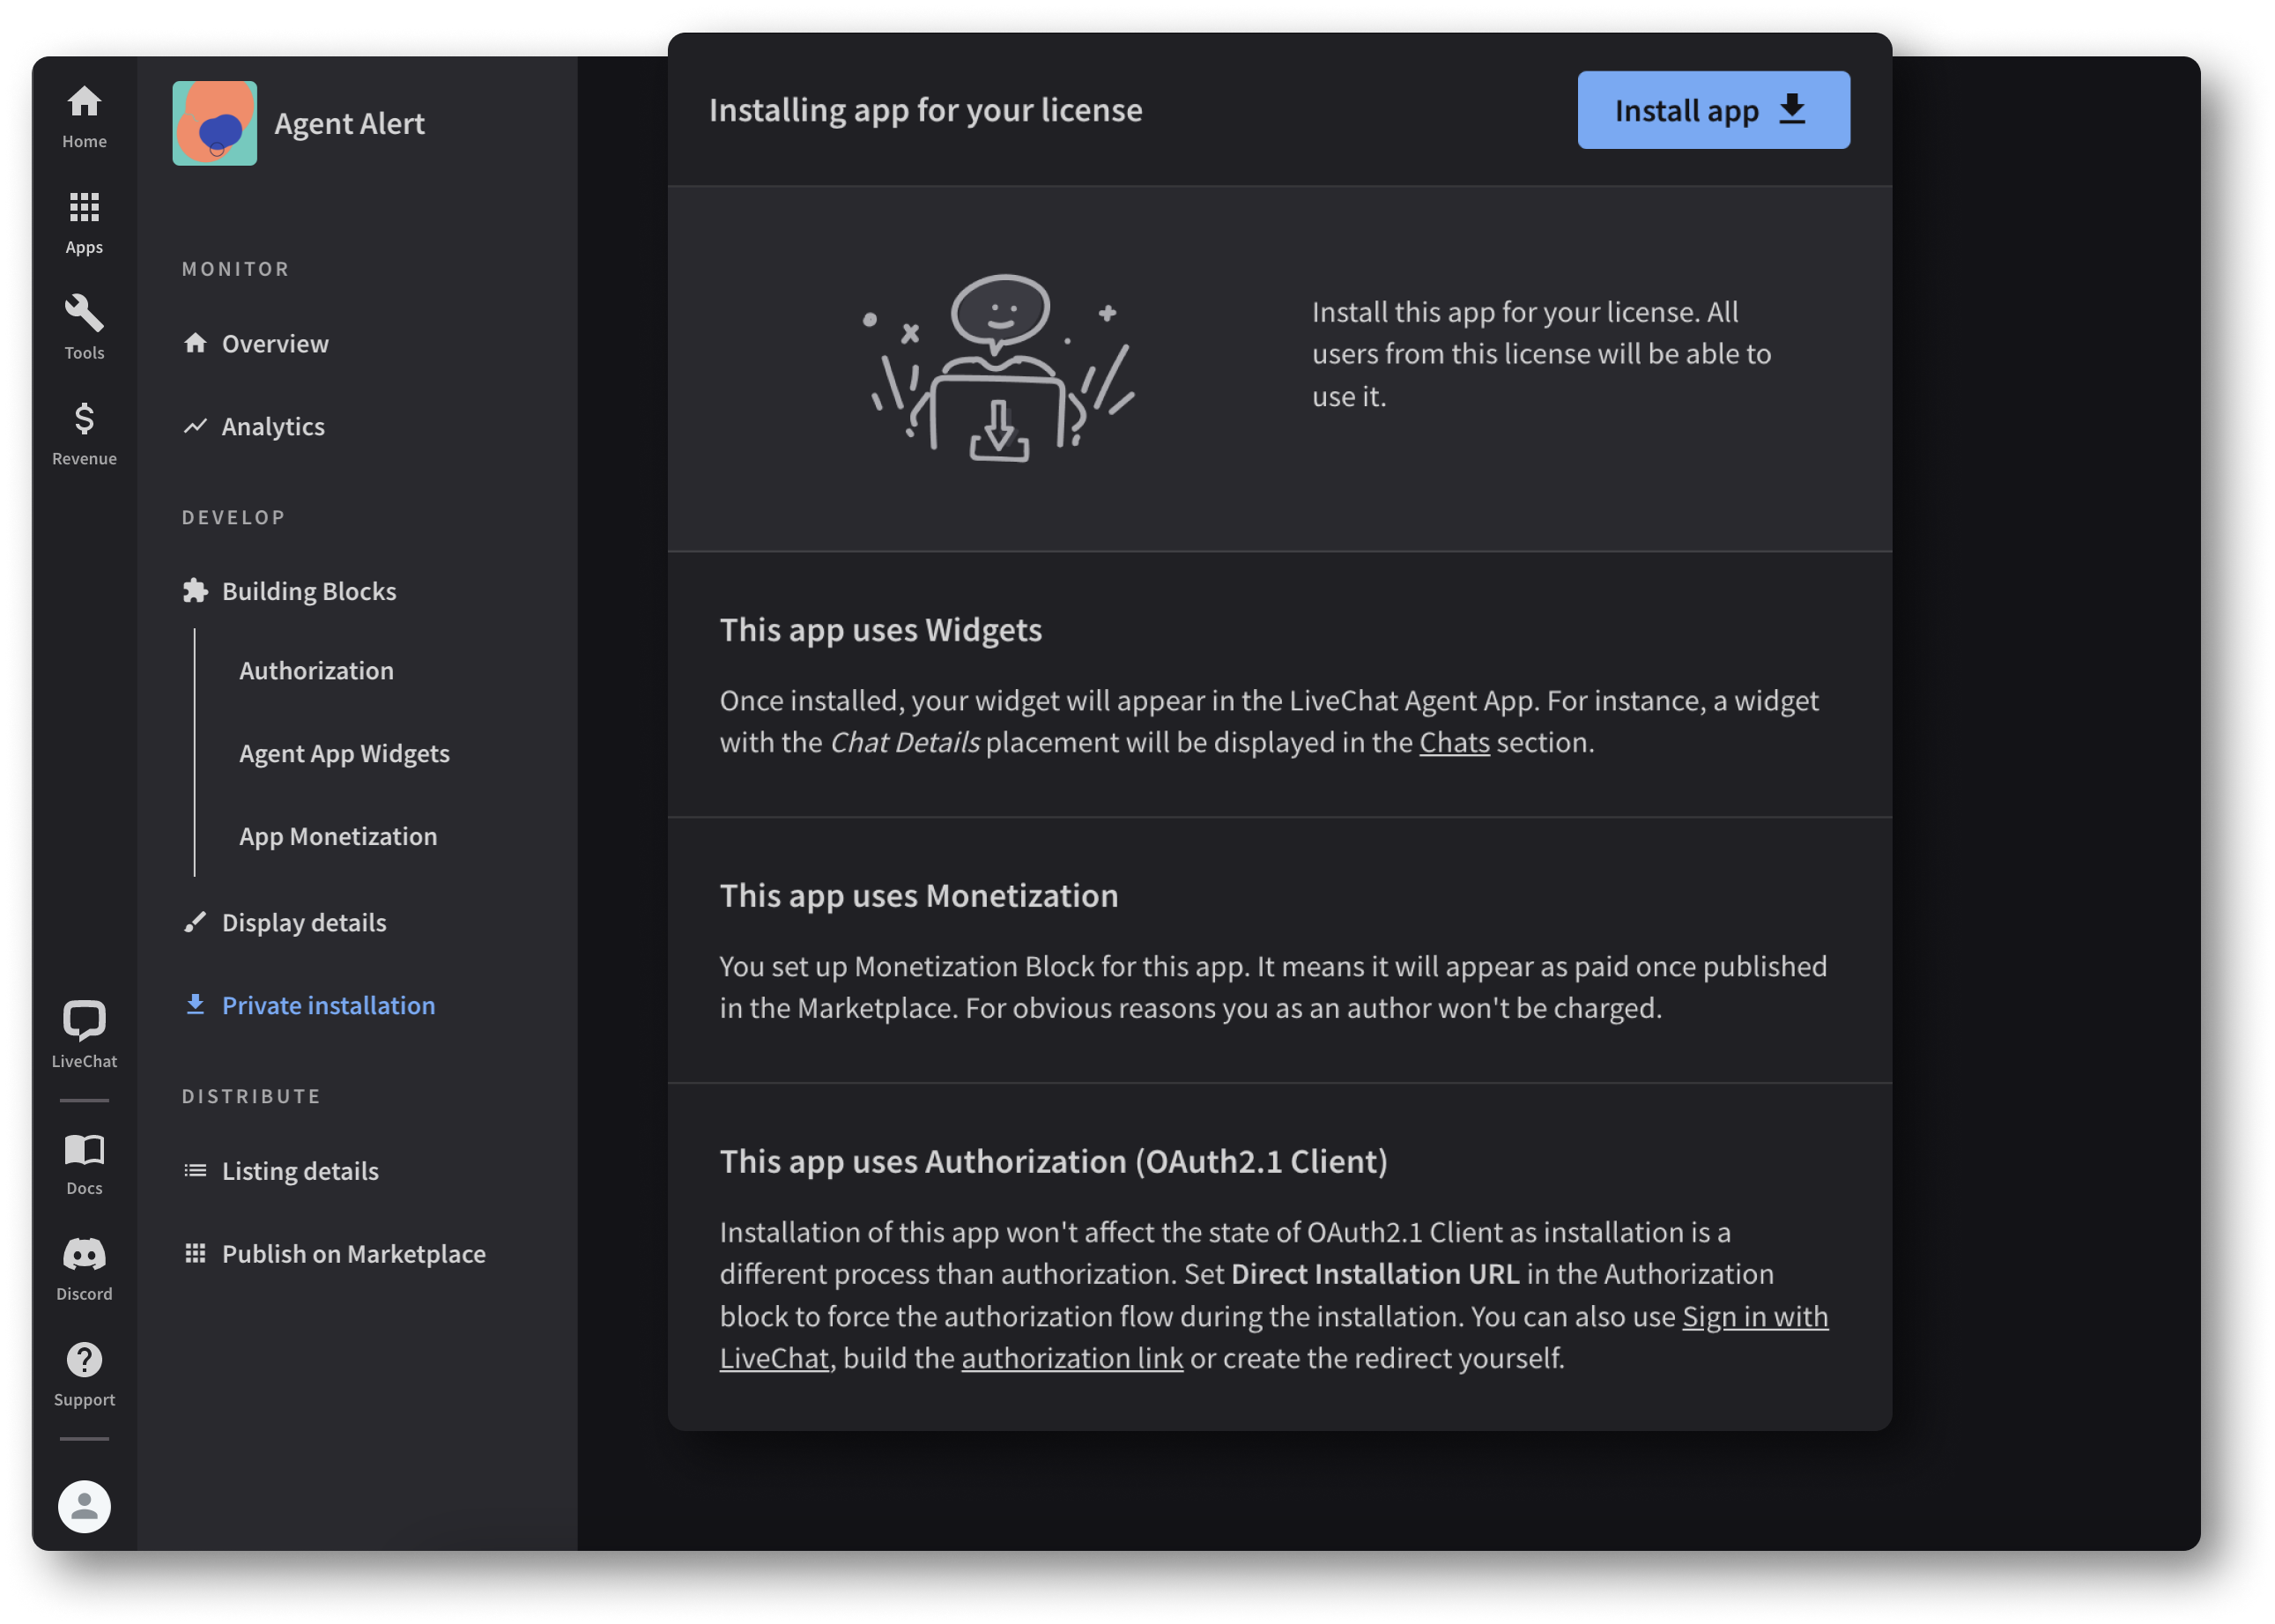 Home
Apps
Tools
Revenue
LiveChat
Docs
Discord
Support
Agent Alert
MONITOR
Overview
Analytics
DEVELOP
Building Blocks
Authorization
Agent App Widgets
App Monetization
Display details
Private installation
DISTRIBUTE
Listing details
Publish on Marketplace
Installing app for your license
Install app
Install this app for your license. All
users from this license will be able to
use it.
This app uses Widgets
Once installed, your widget will appear in the LiveChat Agent App. For instance, a widget
with the Chat Details placement will be displayed in the Chats section.
This app uses Monetization
You set up Monetization Block for this app. It means it will appear as paid once published
in the Marketplace. For obvious reasons you as an author won't be charged.
This app uses Authorization (OAuth2.1 Client)
Installation of this app won't affect the state of OAuth2.1 Client as installation is a
different process than authorization. Set Direct Installation URL in the Authorization
block to force the authorization flow during the installation. You can also use Sign in with
LiveChat, build the authorization link or create the redirect yourself.